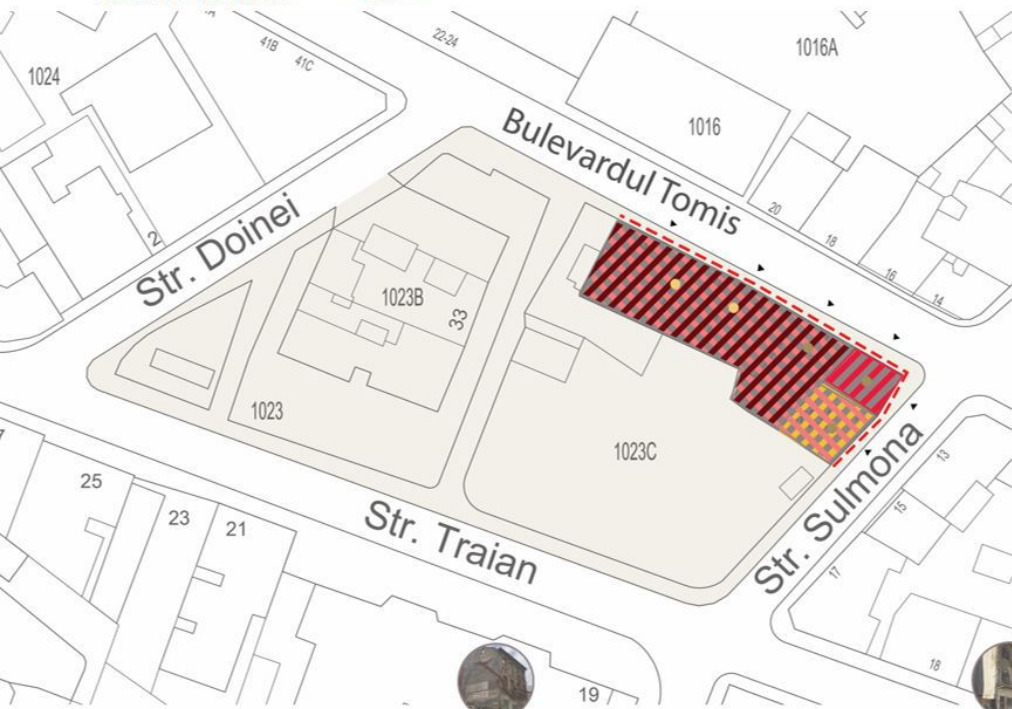 1024
41B
41C
22-24
1016A
1016
Bulevardul Tomis
20
18
16
14
2
Str. Doinei
1023B
33
1023
1023C
Str. Traian
Str. Sulmona
25
23
21
13
15
17
18
19